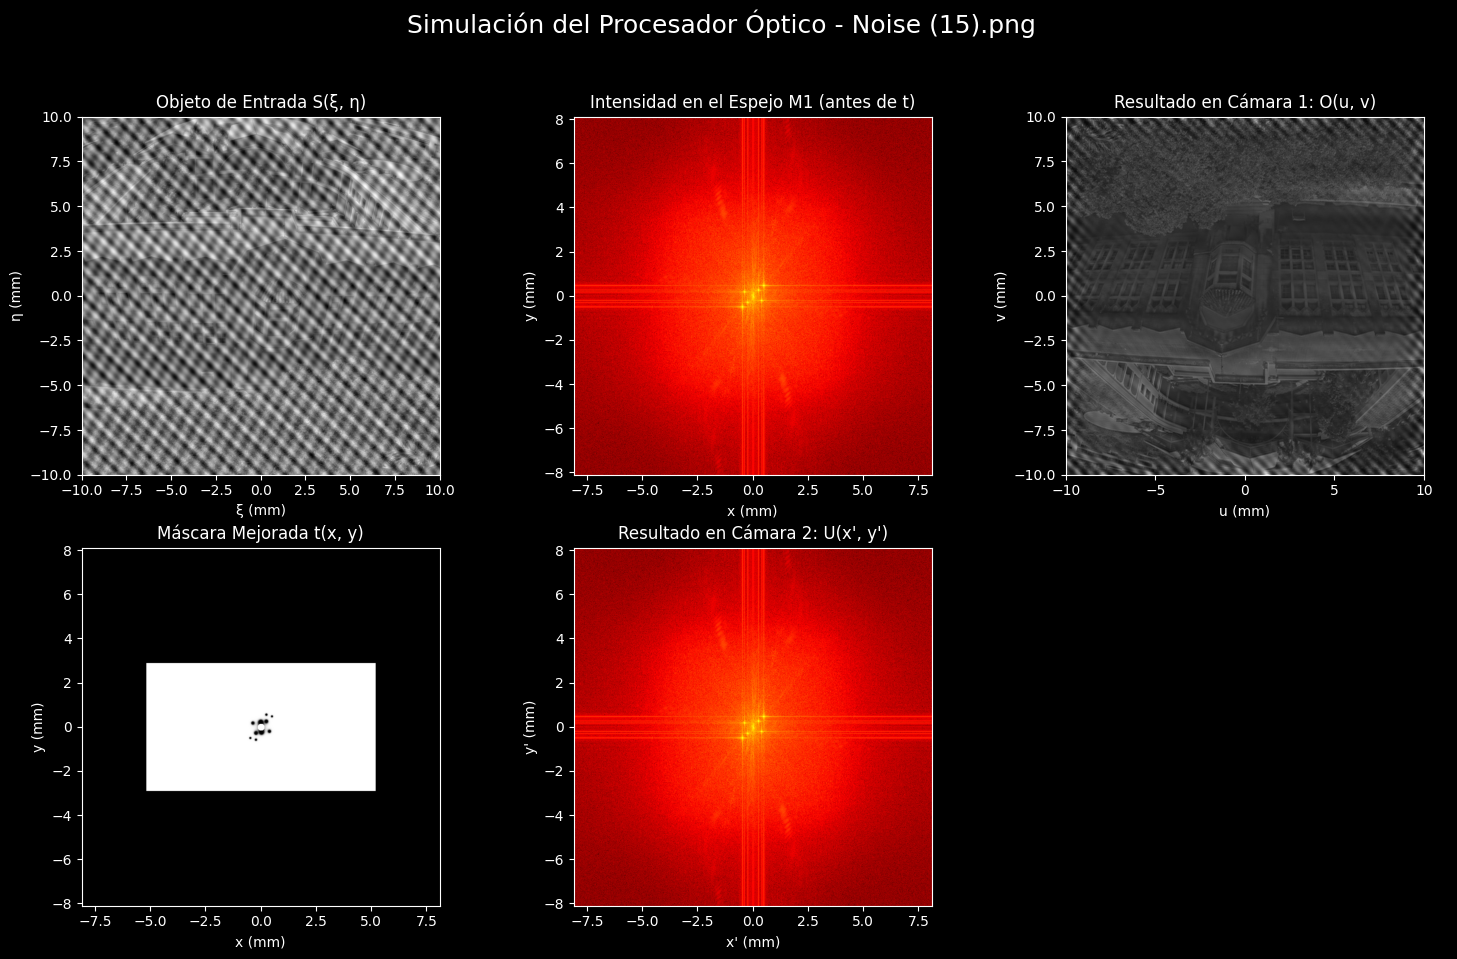 Simulación del Procesador Óptico - Noise (15).png
Objeto de Entrada S(ξ, η)
Intensidad en el Espejo M1 (antes de t)
Resultado en Cámara 1: O(u, v)
10.0
7.5
5.0
2.5
0.0
−2.5
−5.0
−7.5
−10.0
η (mm)
−10.0 −7.5 −5.0 −2.5 0.0 2.5 5.0 7.5 10.0
ξ (mm)
8
6
4
2
0
−2
−4
−6
−8
y (mm)
−7.5 −5.0 −2.5 0.0 2.5 5.0 7.5
x (mm)
10.0
7.5
5.0
2.5
0.0
−2.5
−5.0
−7.5
−10.0
v (mm)
−10 −5 0 5 10
u (mm)
Máscara Mejorada t(x, y)
Resultado en Cámara 2: U(x', y')
8
6
4
2
0
−2
−4
−6
−8
y (mm)
−7.5 −5.0 −2.5 0.0 2.5 5.0 7.5
x (mm)
8
6
4
2
0
−2
−4
−6
−8
y' (mm)
−7.5 −5.0 −2.5 0.0 2.5 5.0 7.5
x' (mm)